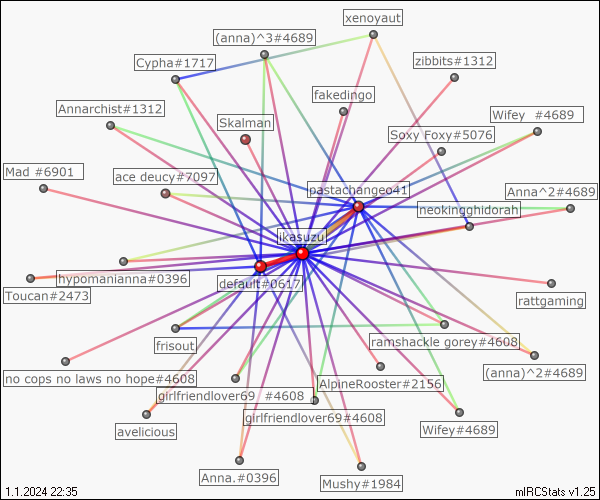 xenoyaut
(anna)^3#4689
Cypha#1717
zibbits#1312
fakedingo
Annarchist#1312
Wifey  #4689
Skalman
Soxy Foxy#5076
Mad #6901
ace deucy#7097
pastachangeo41
Anna^2#4689
neokingghidorah
ikasuzu
hypomanianna#0396
default#0617
Toucan#2473
rattgaming
frisout
ramshackle gorey#4608
no cops no laws no hope#4608
(anna)^2#4689
AlpineRooster#2156
girlfriendlover69  #4608
girlfriendlover69#4608
avelicious
Wifey#4689
Anna.#0396
Mushy#1984
1.1.2024 22:35
mIRCStats v1.25